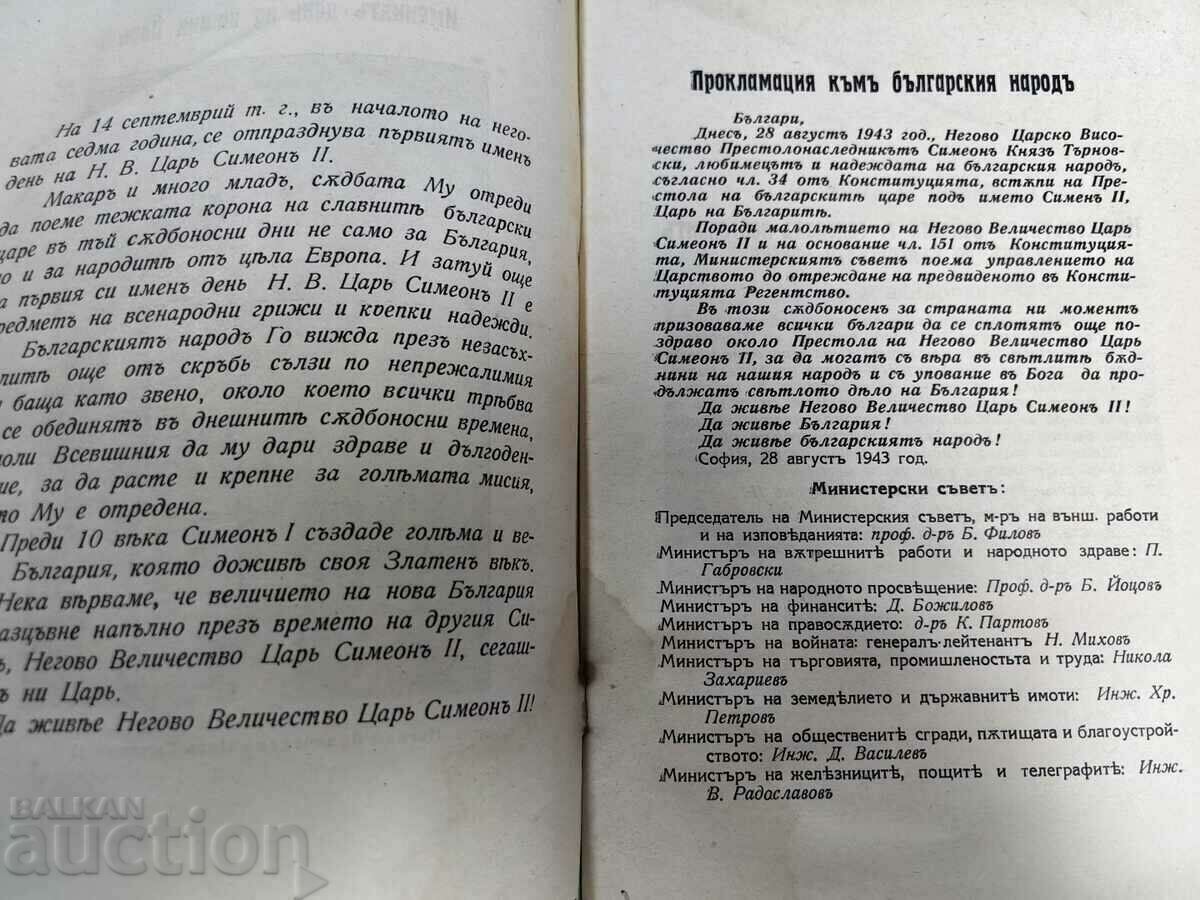 На 14 септемврий т. г., въ началото на него-
вата седма година, се отпразднува първиятъ именъ
день на Н. В. Царь Симеонъ II.
Макаръ и много младъ, сѫдбата Му отреди
да поеме тежката корона на славнитѣ български
царе въ тъй сѫдбоносни дни не само за България,
о и за народитѣ отъ цѣла Европа. И затуй още
а първия си именъ день Н. В. Царь Симеонъ II е
редметъ на всенародни грижи и коепки надежди.
Българскиятъ народъ Го вижда презъ незасъх-
литѣ още отъ скръбь сълзи по непрежалимия
у баща като звено, около което всички трѣбва
се обединятъ въ днешнитѣ сѫдбоносни времена,
моли Всевишния да му дари здраве и дългоден-
ие, за да расте и крепне за голѣмата мисия,
то Му е отредена.
Преди 10 вѣка Симеонъ I създаде голѣма и ве-
България, която доживѣ своя Златенъ вѣкъ.
Нека вѣрваме, че величието на нова България
азцъвне напълно презъ времето на другия Си-
ъ, Негово Величество Царь Симеонъ II, сегаш-
ъ ни Царь.
Да живѣе Негово Величество Царь Симеонъ II!
Прокламация къмъ българския народъ
Българи,
Днесъ, 28 августъ 1943 год., Негово Царско Висо-
чество Престолонаследникътъ Симеонъ Князъ Търнов-
ски, любимецътъ и надеждата на българския народъ,
съгласно чл. 34 отъ Конституцията, встѫпи на Пре-
стола на българскитѣ царе подъ името Сименъ II,
Царь на Българитѣ.
Поради малолѣтието на Негово Величество Царь
Симеонъ II и на основание чл. 151 отъ Конституция-
та, Министерскиятъ съветъ поема управлението на
Царството до отреждане на предвиденото въ Консти-
туцията Регентство.
Въ този сѫдбоносенъ за страната ни моментъ
призоваваме всички българи да се сплотятъ още по-
здраво около Престола на Негово Величество Царь
Симеонъ II, за да могатъ съ вѣра въ свѣтлитѣ бѫд-
нини на нашия народъ и съ упование въ Бога да про-
дължатъ свѣтлото дѣло на България!
Да живѣе Негово Величество Царь Симеонъ II!
Да живѣе България!
Да живѣе българскиятъ народъ!
София, 28 августъ 1943 год.
Министерски съветъ:
Председатель на Министерския съветъ, м-ръ на външ. работи
и на изповѣданията: проф. д-ръ Б. Филовъ
Министъръ на вѫтрешнитѣ работи и народното здраве: П.
Габровски
Министъръ на народното просвѣщение: Проф. д-ръ Б. Йоцовъ
Министъръ на финанситѣ: Д. Божиловъ
Министъръ на правосѫдието: д-ръ К. Партовъ
Министъръ на войната: генералъ-лейтенантъ Н. Миховъ
Министъръ на търговията, промишленостьта и труда: Никола
Захариевъ
Министъръ на земедѣлието и държавнитѣ имоти: Инж. Хр.
Петровъ
Министъръ на общественитѣ сгради, пѫтищата и благоустрой-
ството: Инж. Д. Василевъ
Министъръ на желѣзницитѣ, пощитѣ и телеграфитѣ: Инж.
В. Радославовъ
BALKAN
auction